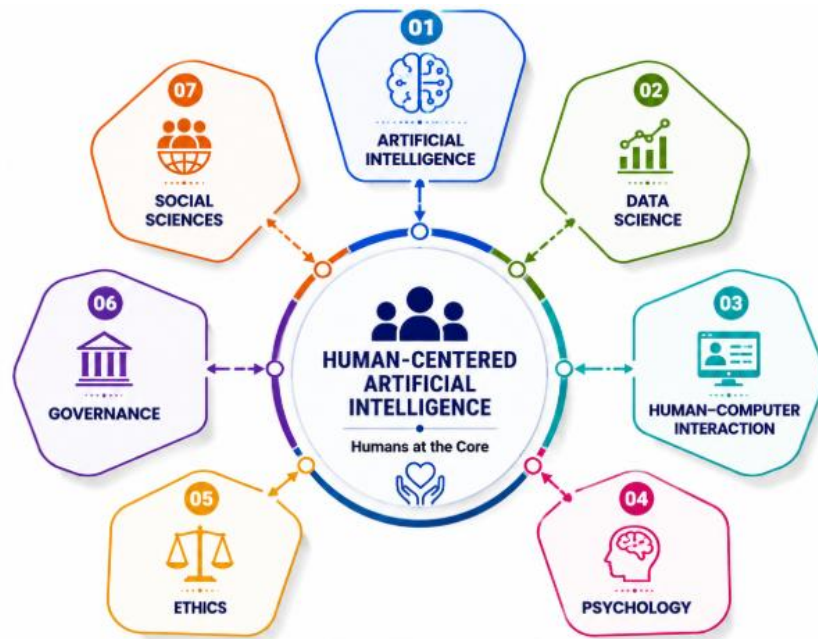 01
ARTIFICIAL
INTELLIGENCE
02
DATA
SCIENCE
03
HUMAN–COMPUTER
INTERACTION
04
PSYCHOLOGY
05
ETHICS
06
GOVERNANCE
07
SOCIAL
SCIENCES
HUMAN-CENTERED
ARTIFICIAL
INTELLIGENCE
Humans at the Core